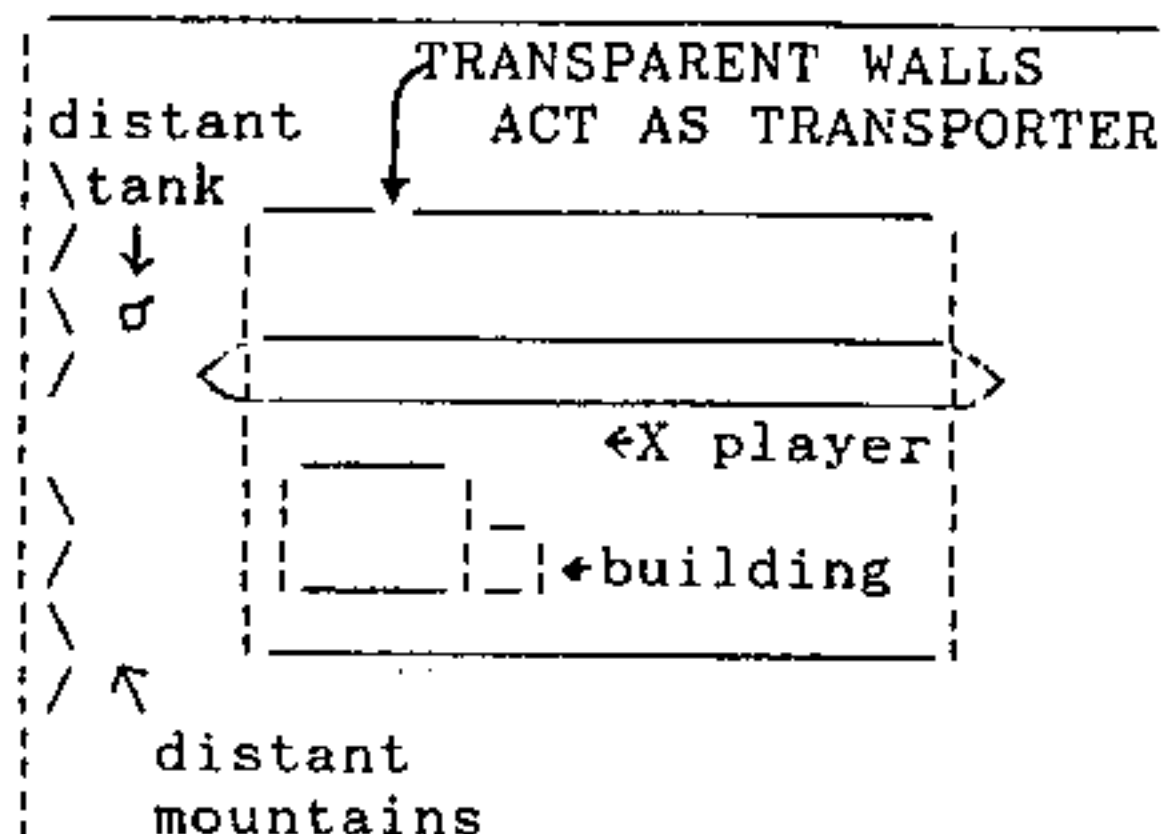 TRANSPARENT WALLS
ACT AS TRANSPORTER
distant
tank
X player
building
distant
mountains